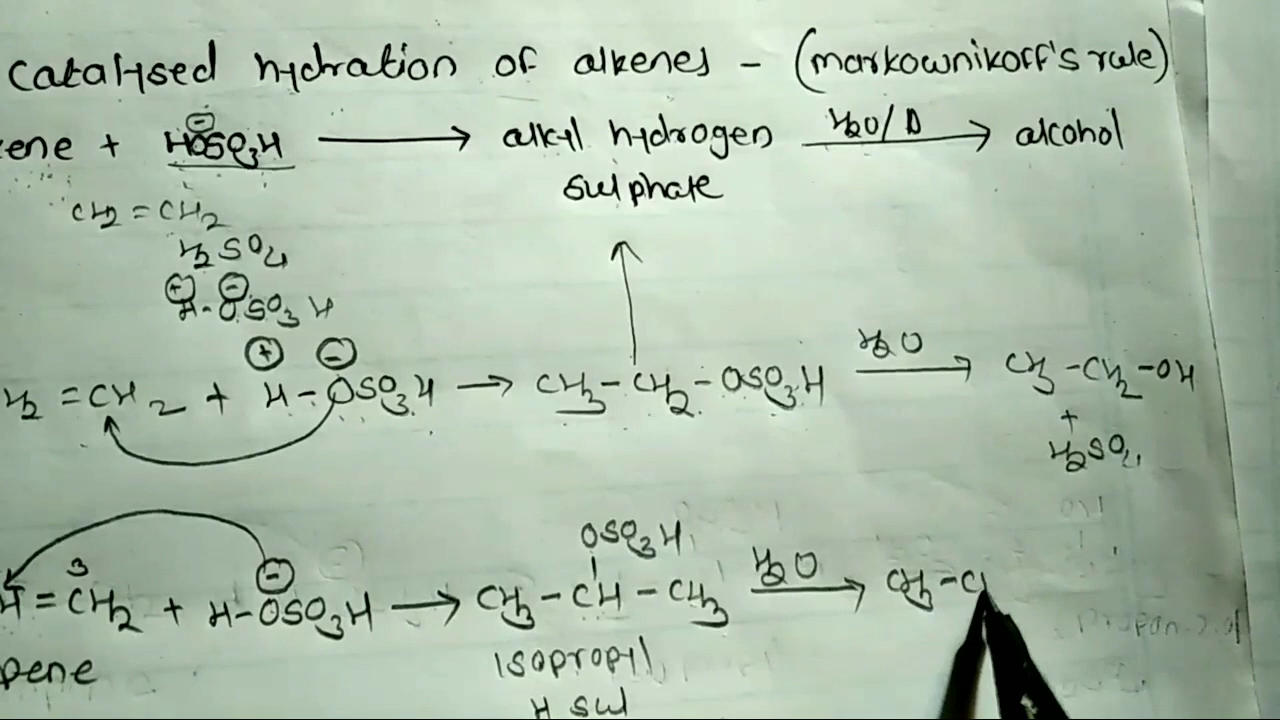 catalysed hydration of alkenes - (markownikoff's rule)
ene + HOSO3H ⟶ alkyl hydrogen H2O/Δ ⟶ alcohol
⊖
sulphate
CH2 = CH2
H2SO4
⊕ ⊖
H-OSO3H
⊕ ⊖
H2 = CH2 + H-OSO3H → CH3-CH2-OSO3H H2O ⟶ CH3-CH2-OH
+
H2SO4
OSO3H
3 ⊖
H = CH2 + H-OSO3H ⟶ CH3-CH-CH3 H2O ⟶ CH3-C
pene
isopropyl
H sul